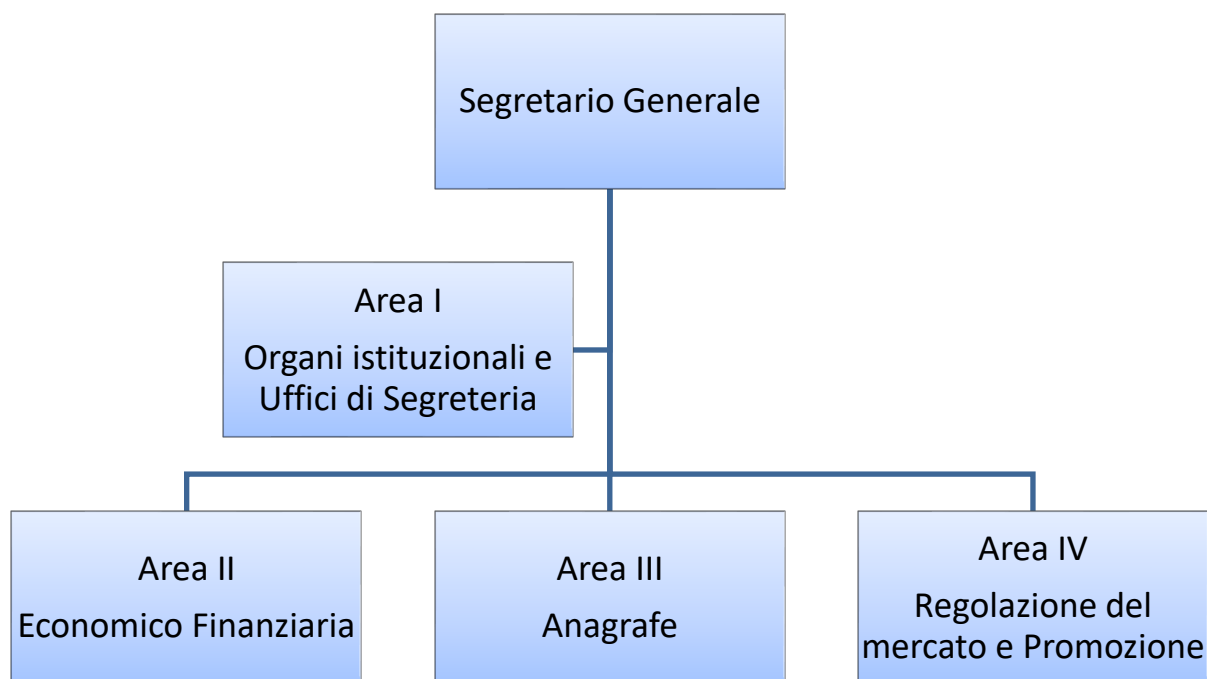 Segretario Generale
Area I
Organi istituzionali e
Uffici di Segreteria
Area II
Economico Finanziaria
Area III
Anagrafe
Area IV
Regolazione del
mercato e Promozione